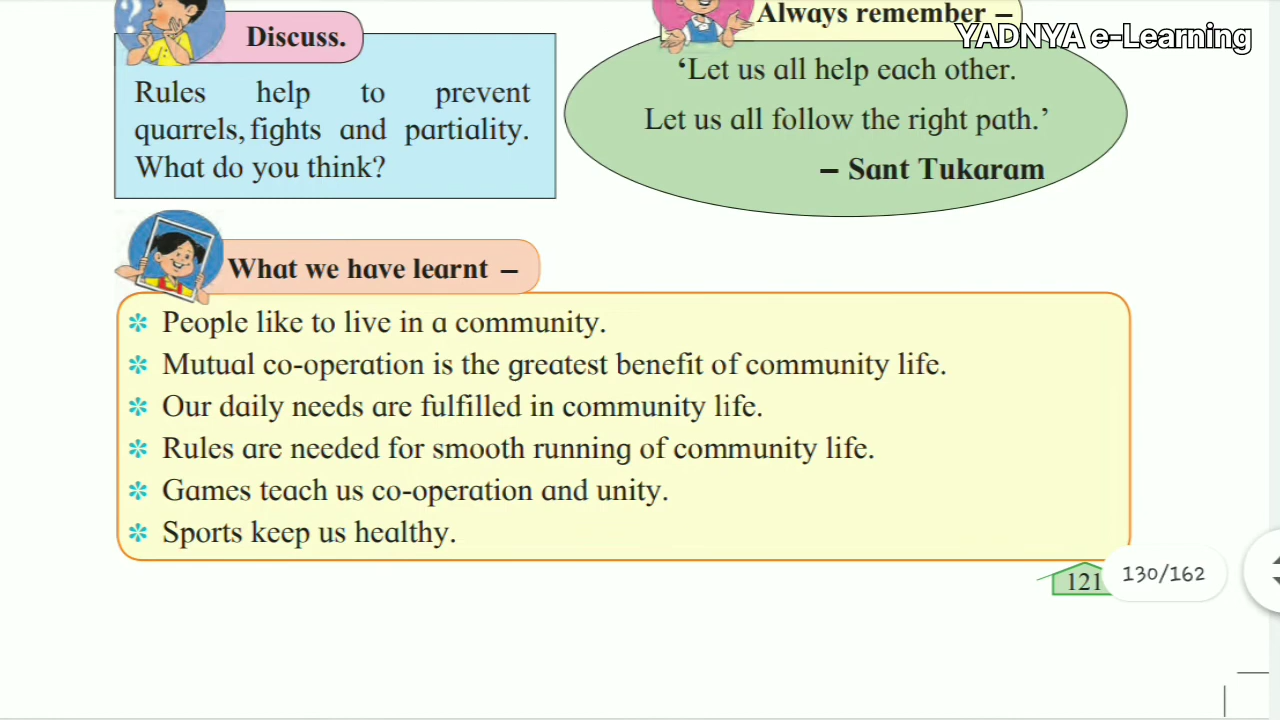 Discuss.
Rules help to prevent
quarrels, fights and partiality.
What do you think?
Always remember –
YADNYA e-Learning
‘Let us all help each other.
Let us all follow the right path.’
– Sant Tukaram
What we have learnt –
✼ People like to live in a community.
✼ Mutual co-operation is the greatest benefit of community life.
✼ Our daily needs are fulfilled in community life.
✼ Rules are needed for smooth running of community life.
✼ Games teach us co-operation and unity.
✼ Sports keep us healthy.
121
130/162